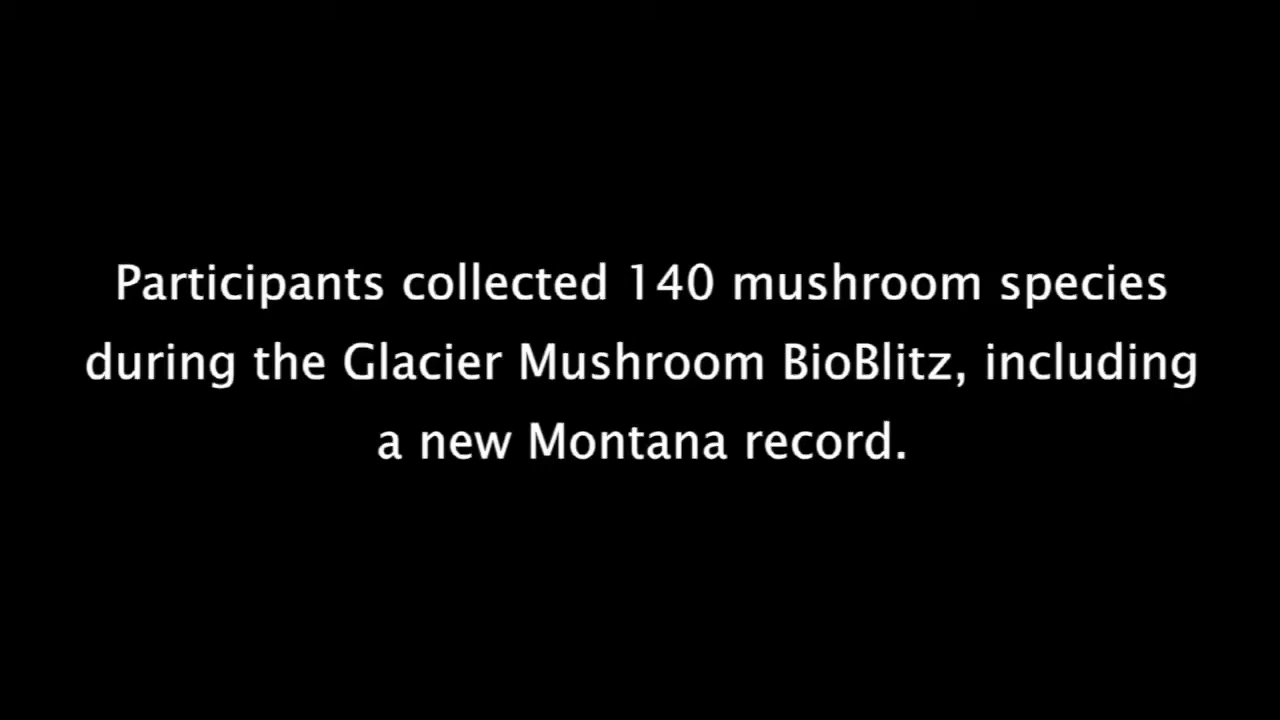 Participants collected 140 mushroom species
during the Glacier Mushroom BioBlitz, including
a new Montana record.